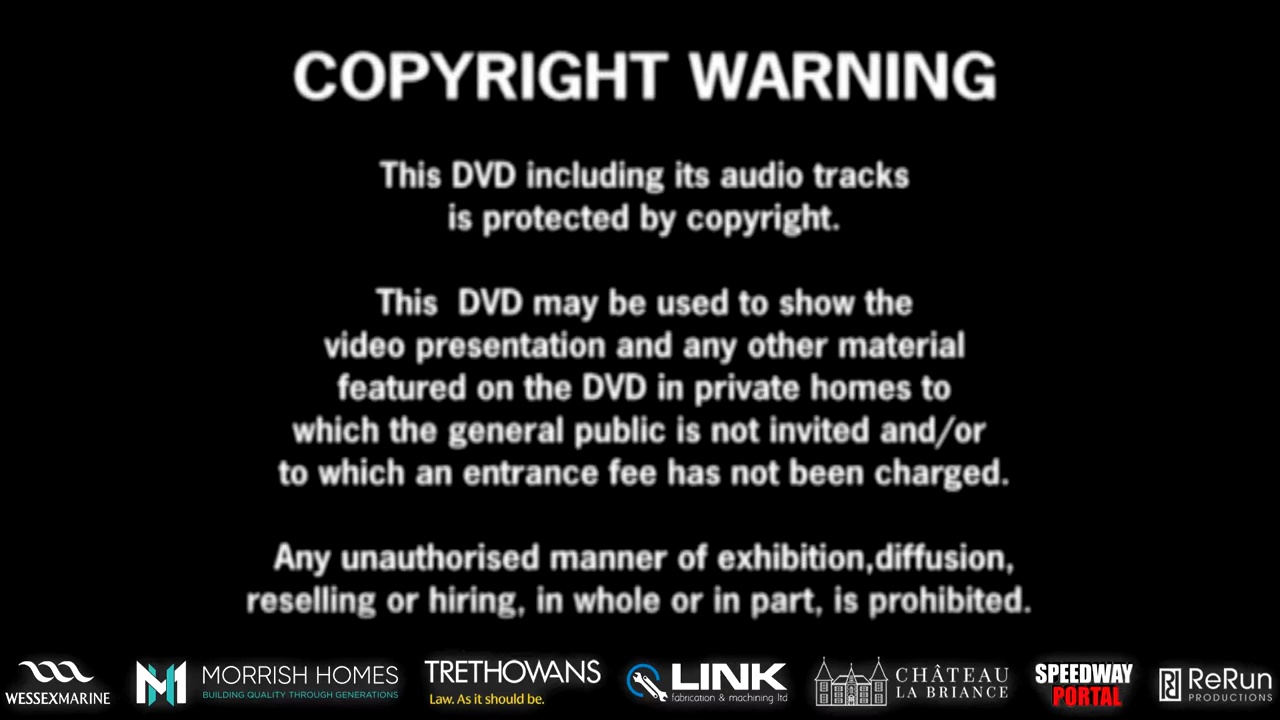 COPYRIGHT WARNING
This DVD including its audio tracks
is protected by copyright.
This DVD may be used to show the
video presentation and any other material
featured on the DVD in private homes to
which the general public is not invited and/or
to which an entrance fee has not been charged.
Any unauthorised manner of exhibition,diffusion,
reselling or hiring, in whole or in part, is prohibited.
WESSEXMARINE
MORRISH HOMES
BUILDING QUALITY THROUGH GENERATIONS
TRETHOWANS
Law. As it should be.
LINK
fabrication & machining ltd
CHÂTEAU
LA BRIANCE
SPEEDWAY
PORTAL
ReRun
PRODUCTIONS